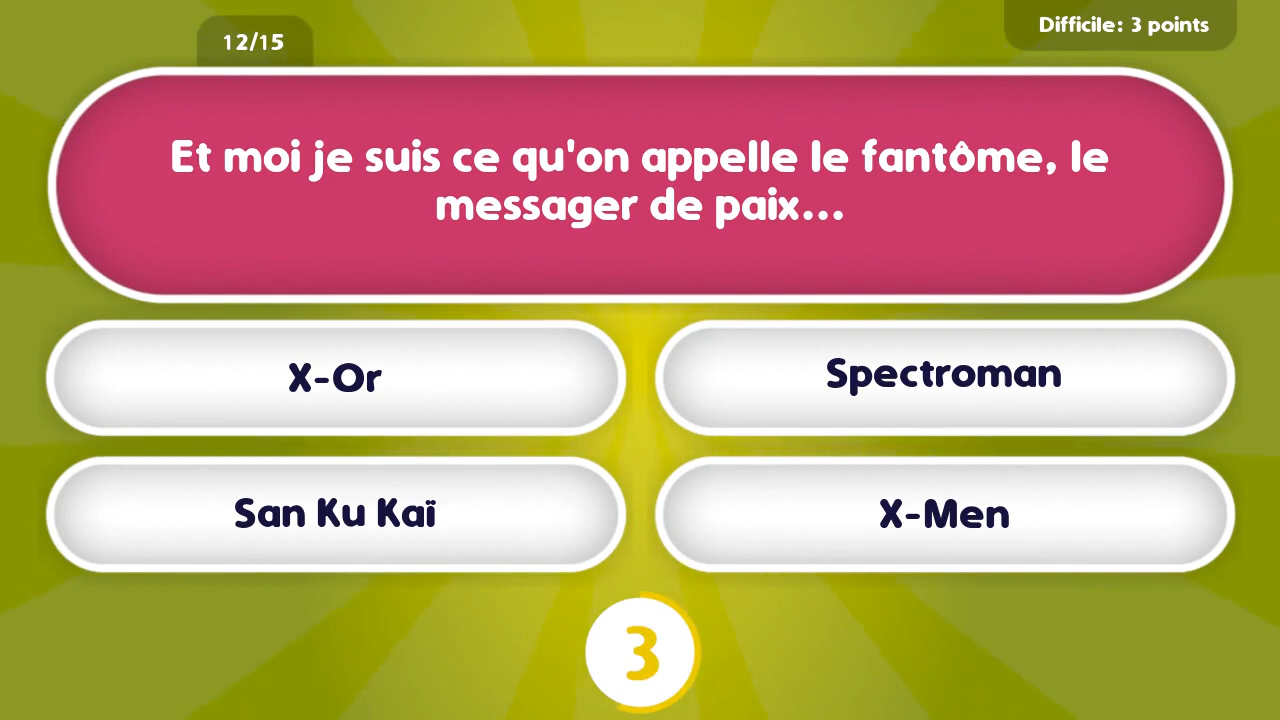 12/15
Difficile: 3 points
Et moi je suis ce qu'on appelle le fantôme, le
messager de paix...
X-Or
Spectroman
San Ku Kaï
X-Men
3